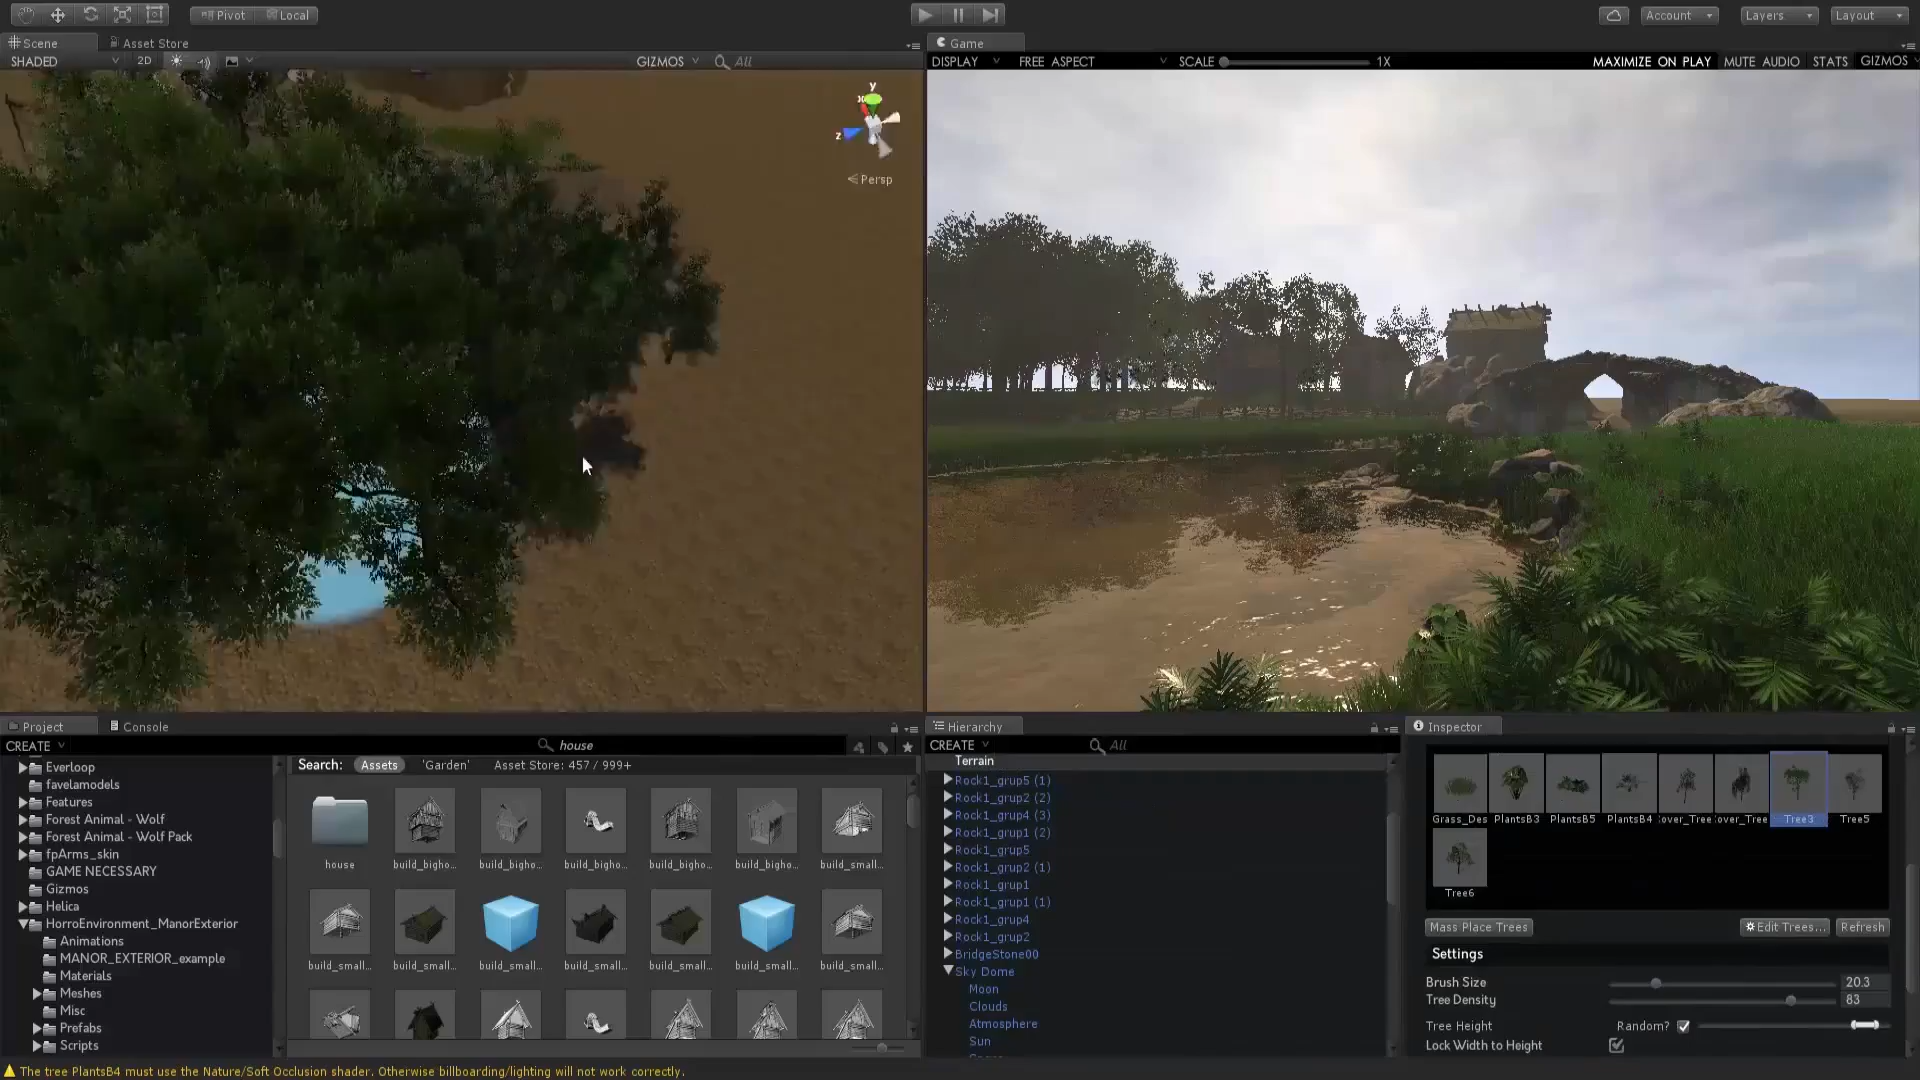 Pivot Local
Account Layers Layout
Scene Asset Store
Game
SHADED 2D GIZMOS All
DISPLAY FREE ASPECT SCALE 1X MAXIMIZE ON PLAY MUTE AUDIO STATS GIZMOS
y
x
z
Persp
Project Console
CREATE house
Everloop
favelamodels
Features
Forest Animal - Wolf
Forest Animal - Wolf Pack
fpArms_skin
GAME NECESSARY
Gizmos
Helica
HorroEnvironment_ManorExterior
Animations
MANOR_EXTERIOR_example
Materials
Meshes
Misc
Prefabs
Scripts
Search: Assets 'Garden' Asset Store: 457 / 999+
house build_bigho... build_bigho... build_bigho... build_bigho... build_bigho... build_small...
build_small... build_small... build_small... build_small... build_small... build_small... build_small...
Hierarchy
CREATE All
Terrain
Rock1_grup5 (1)
Rock1_grup2 (2)
Rock1_grup4 (3)
Rock1_grup1 (2)
Rock1_grup5
Rock1_grup2 (1)
Rock1_grup1
Rock1_grup1 (1)
Rock1_grup4
Rock1_grup2
BridgeStone00
Sky Dome
Moon
Clouds
Atmosphere
Sun
Inspector
Grass_Des PlantsB3 PlantsB5 PlantsB4 over_Tree over_Tree Tree3 Tree5
Tree6
Mass Place Trees Edit Trees... Refresh
Settings
Brush Size 20.3
Tree Density 83
Tree Height Random?
Lock Width to Height
The tree PlantsB4 must use the Nature/Soft Occlusion shader. Otherwise billboarding/lighting will not work correctly.